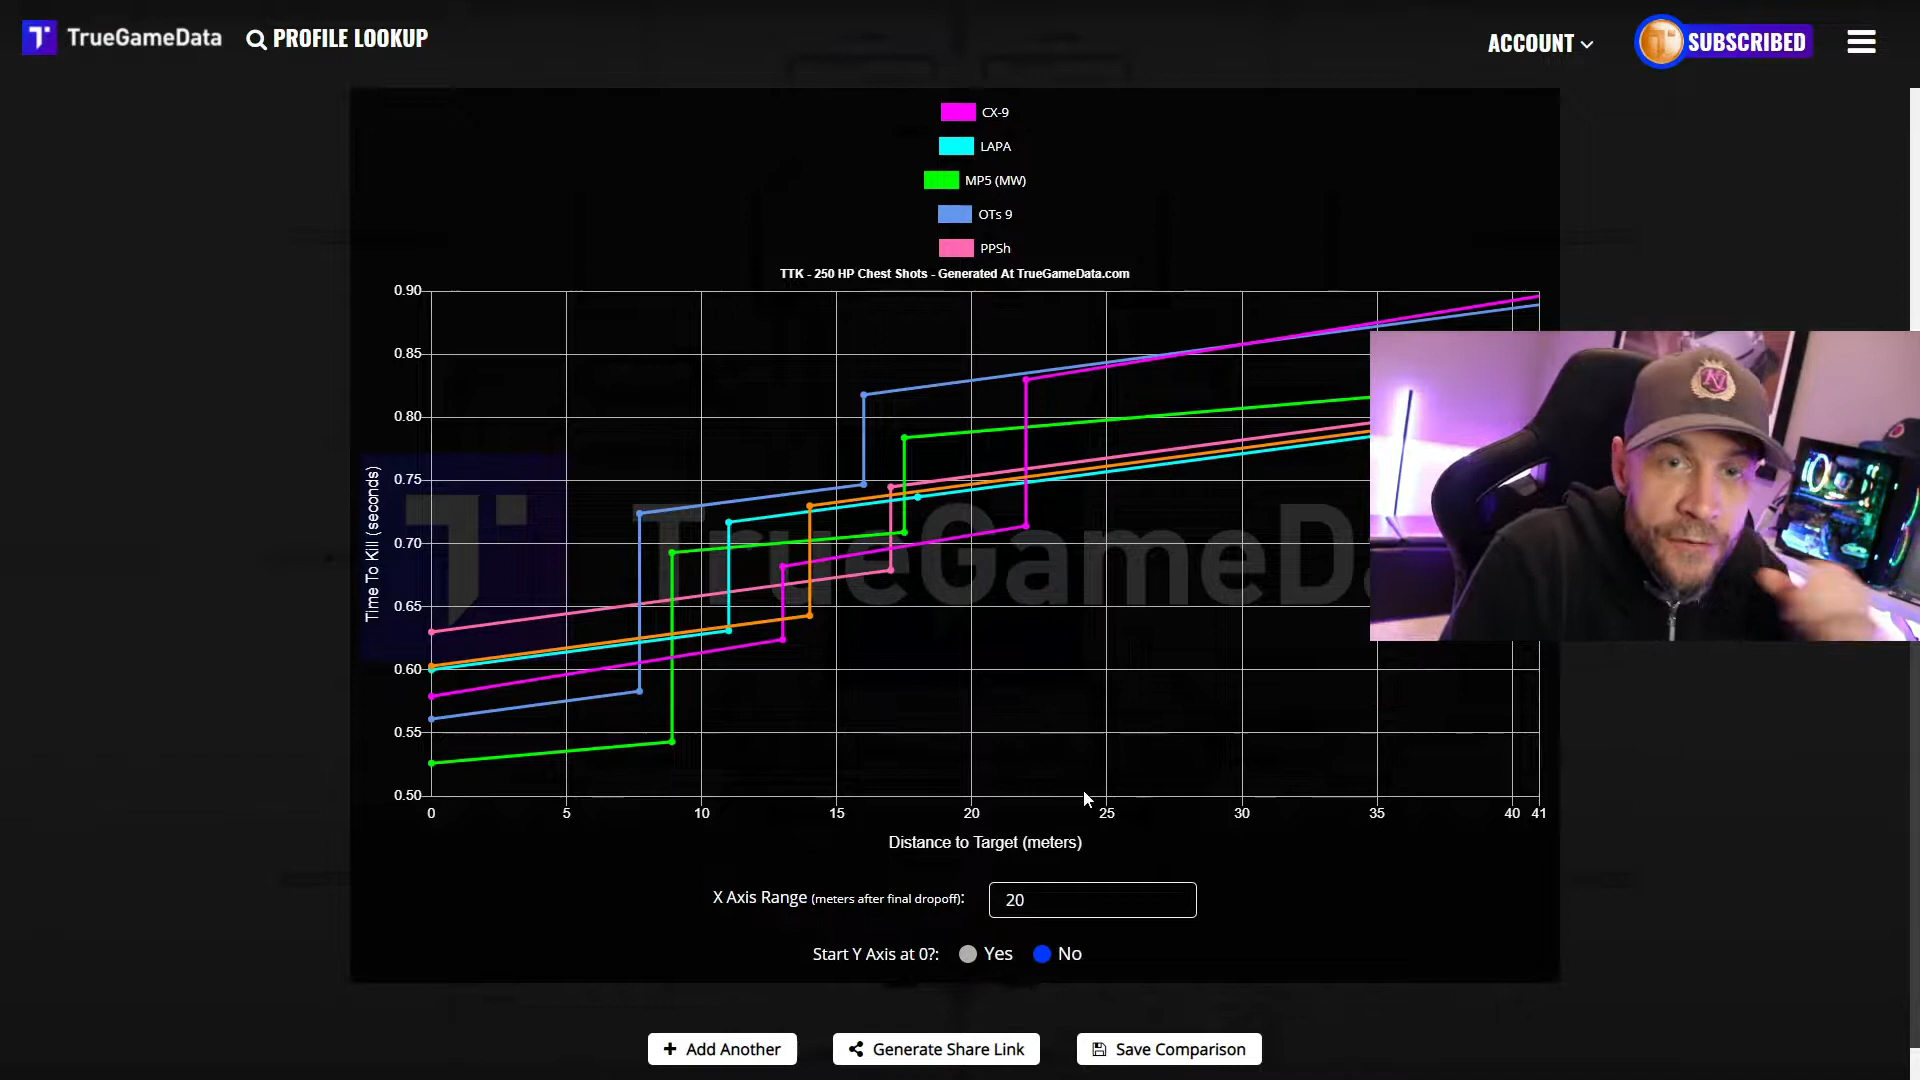 TrueGameData
PROFILE LOOKUP
ACCOUNT
SUBSCRIBED
CX-9
LAPA
MP5 (MW)
OTs 9
PPSh
TTK - 250 HP Chest Shots - Generated At TrueGameData.com
0.90
0.85
0.80
0.75
0.70
0.65
0.60
0.55
0.50
Time To Kill (seconds)
TrueGameDa
0 5 10 15 20 25 30 35 40 41
Distance to Target (meters)
X Axis Range (meters after final dropoff): 20
Start Y Axis at 0?: Yes No
Add Another
Generate Share Link
Save Comparison